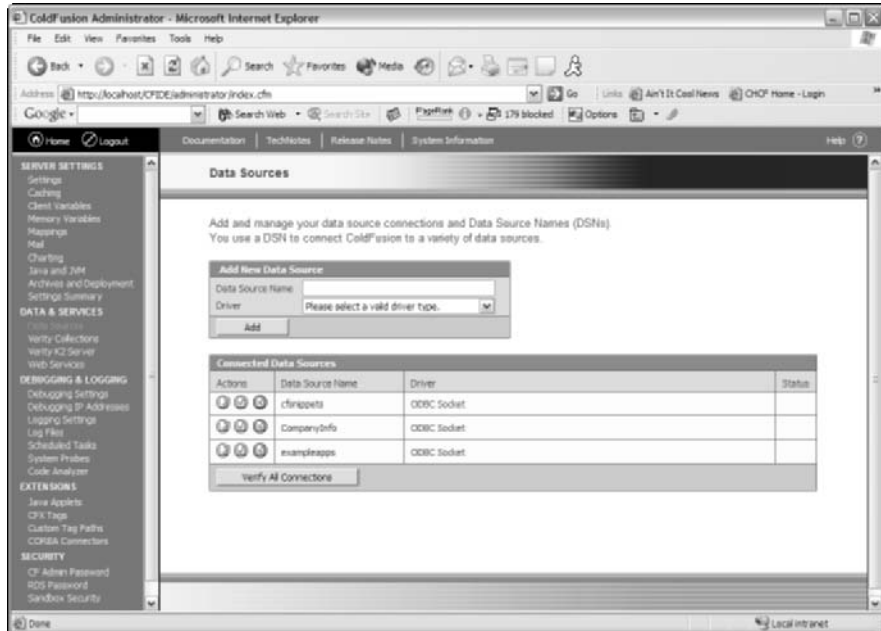 ColdFusion Administrator - Microsoft Internet Explorer
File Edit View Favorites Tools Help
Back Search Favorites Media
Address http://localhost/CFIDE/administrator/index.cfm Go Links Ain't It Cool News CHCF Home - Login
Google Search Web Search Site PageRank 179 blocked Options
Home Logout Documentation TechNotes Release Notes System Information Help
SERVER SETTINGS
Settings
Caching
Client Variables
Memory Variables
Mappings
Mail
Charting
Java and JVM
Archives and Deployment
Settings Summary
DATA & SERVICES
Data Sources
Verity Collections
Verity K2 Server
Web Services
DEBUGGING & LOGGING
Debugging Settings
Debugging IP Addresses
Logging Settings
Log Files
Scheduled Tasks
System Probes
Code Analyzer
EXTENSIONS
Java Applets
CFX Tags
Custom Tag Paths
CORBA Connectors
SECURITY
CF Admin Password
RDS Password
Sandbox Security
Data Sources
Add and manage your data source connections and Data Source Names (DSNs)
You use a DSN to connect ColdFusion to a variety of data sources.
Add New Data Source
Data Source Name
Driver Please select a valid driver type.
Add
Connected Data Sources
Actions Data Source Name Driver Status
cfsnippets ODBC Socket
CompanyInfo ODBC Socket
exampleapps ODBC Socket
Verify All Connections
Done Local intranet